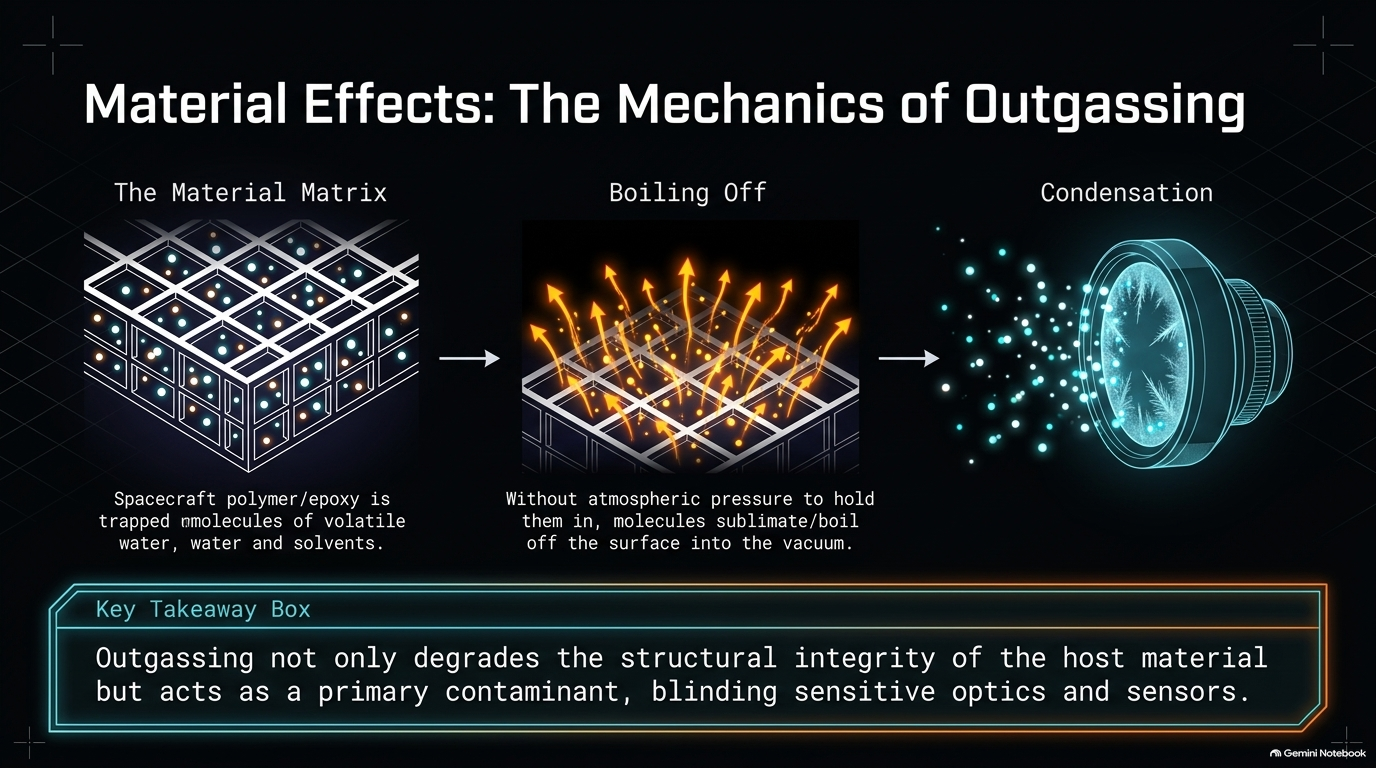 Material Effects: The Mechanics of Outgassing
The Material Matrix
Boiling Off
Condensation
Spacecraft polymer/epoxy is
trapped mmolecules of volatile
water, water and solvents.
Without atmospheric pressure to hold
them in, molecules sublimate/boil
off the surface into the vacuum.
Key Takeaway Box
Outgassing not only degrades the structural integrity of the host material
but acts as a primary contaminant, blinding sensitive optics and sensors.
Gemini Notebook